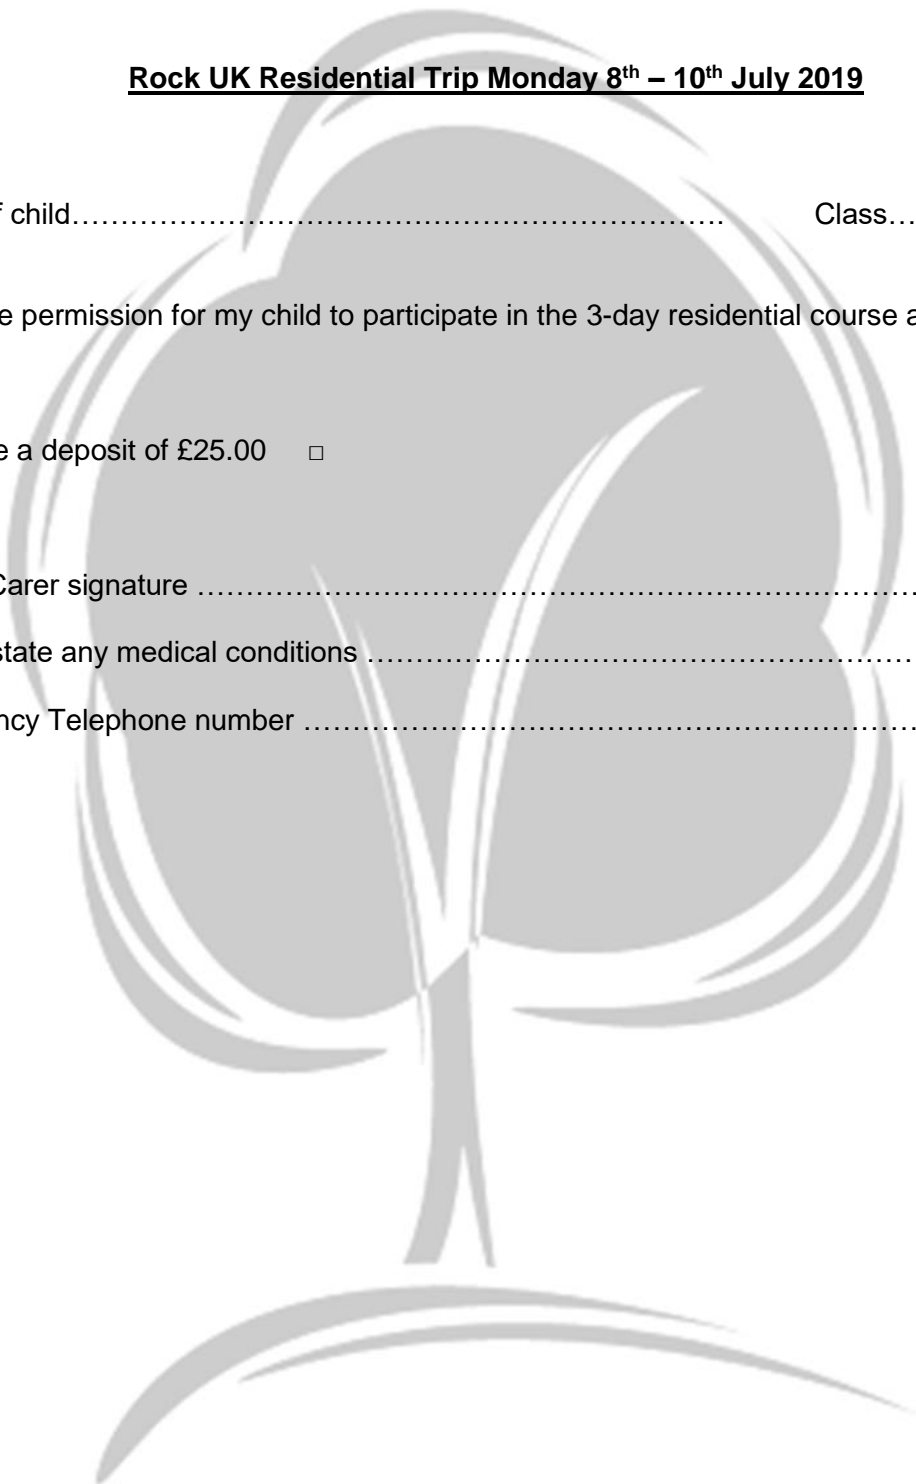 Rock UK Residential Trip Monday 8th – 10th July 2019
f child…………………………………………………………. Class…
e permission for my child to participate in the 3-day residential course a
e a deposit of £25.00 □
Carer signature ……………………………………………………………….
state any medical conditions ……………………………………………….
ncy Telephone number ……………………………………………………….